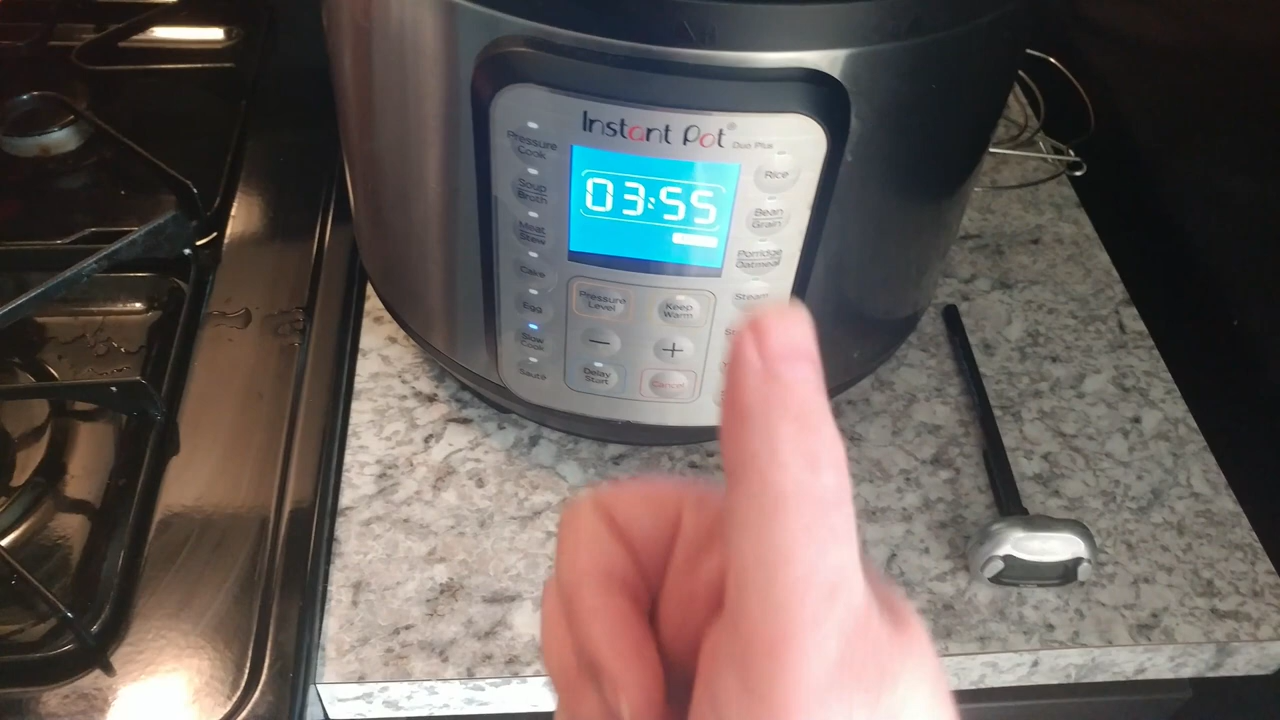 Instant Pot®
Duo Plus
Pressure
Cook
Soup
Broth
Meat
Stew
Cake
Egg
Slow
Cook
Sauté
03:55
Pressure
Level
Keep
Warm
−
+
Delay
Start
Cancel
Rice
Bean
Grain
Porridge
Oatmeal
Steam